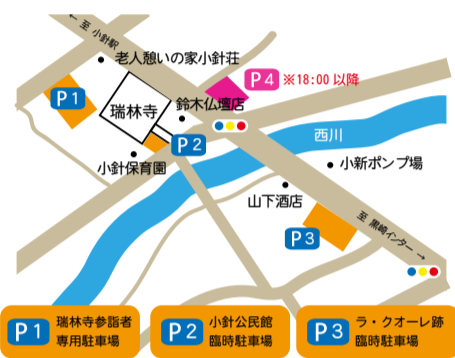 ← 至 小針駅
老人憩いの家小針荘
P1
瑞林寺
P4 ※18:00 以降
鈴木仏壇店
P2
西川
小針保育園
小新ポンプ場
山下酒店
P3
至 黒崎インター →
P1 瑞林寺参詣者
専用駐車場
P2 小針公民館
臨時駐車場
P3 ラ・クオーレ跡
臨時駐車場